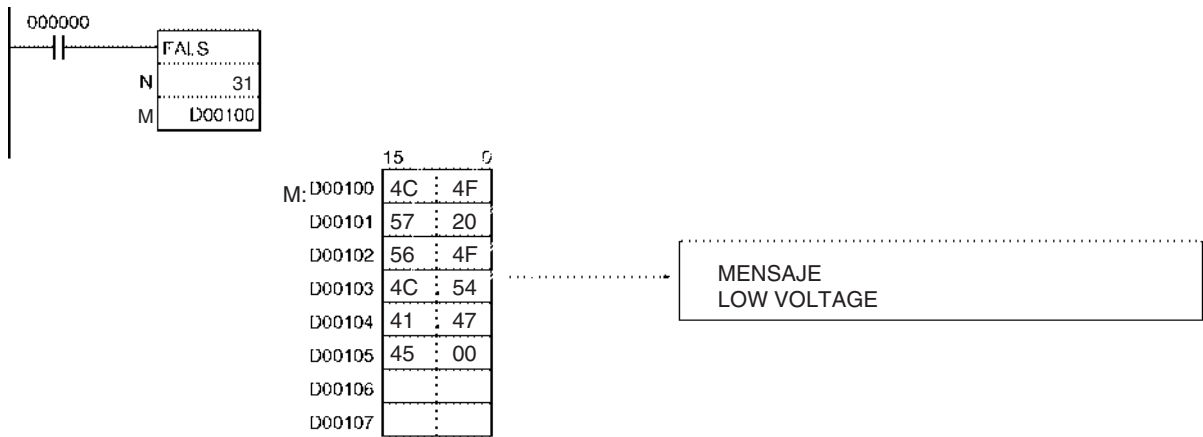 000000
FALS
N 31
M D00100
15 0
M: D00100 4C 4F
D00101 57 20
D00102 56 4F
D00103 4C 54
D00104 41 47
D00105 45 00
D00106
D00107
MENSAJE
LOW VOLTAGE